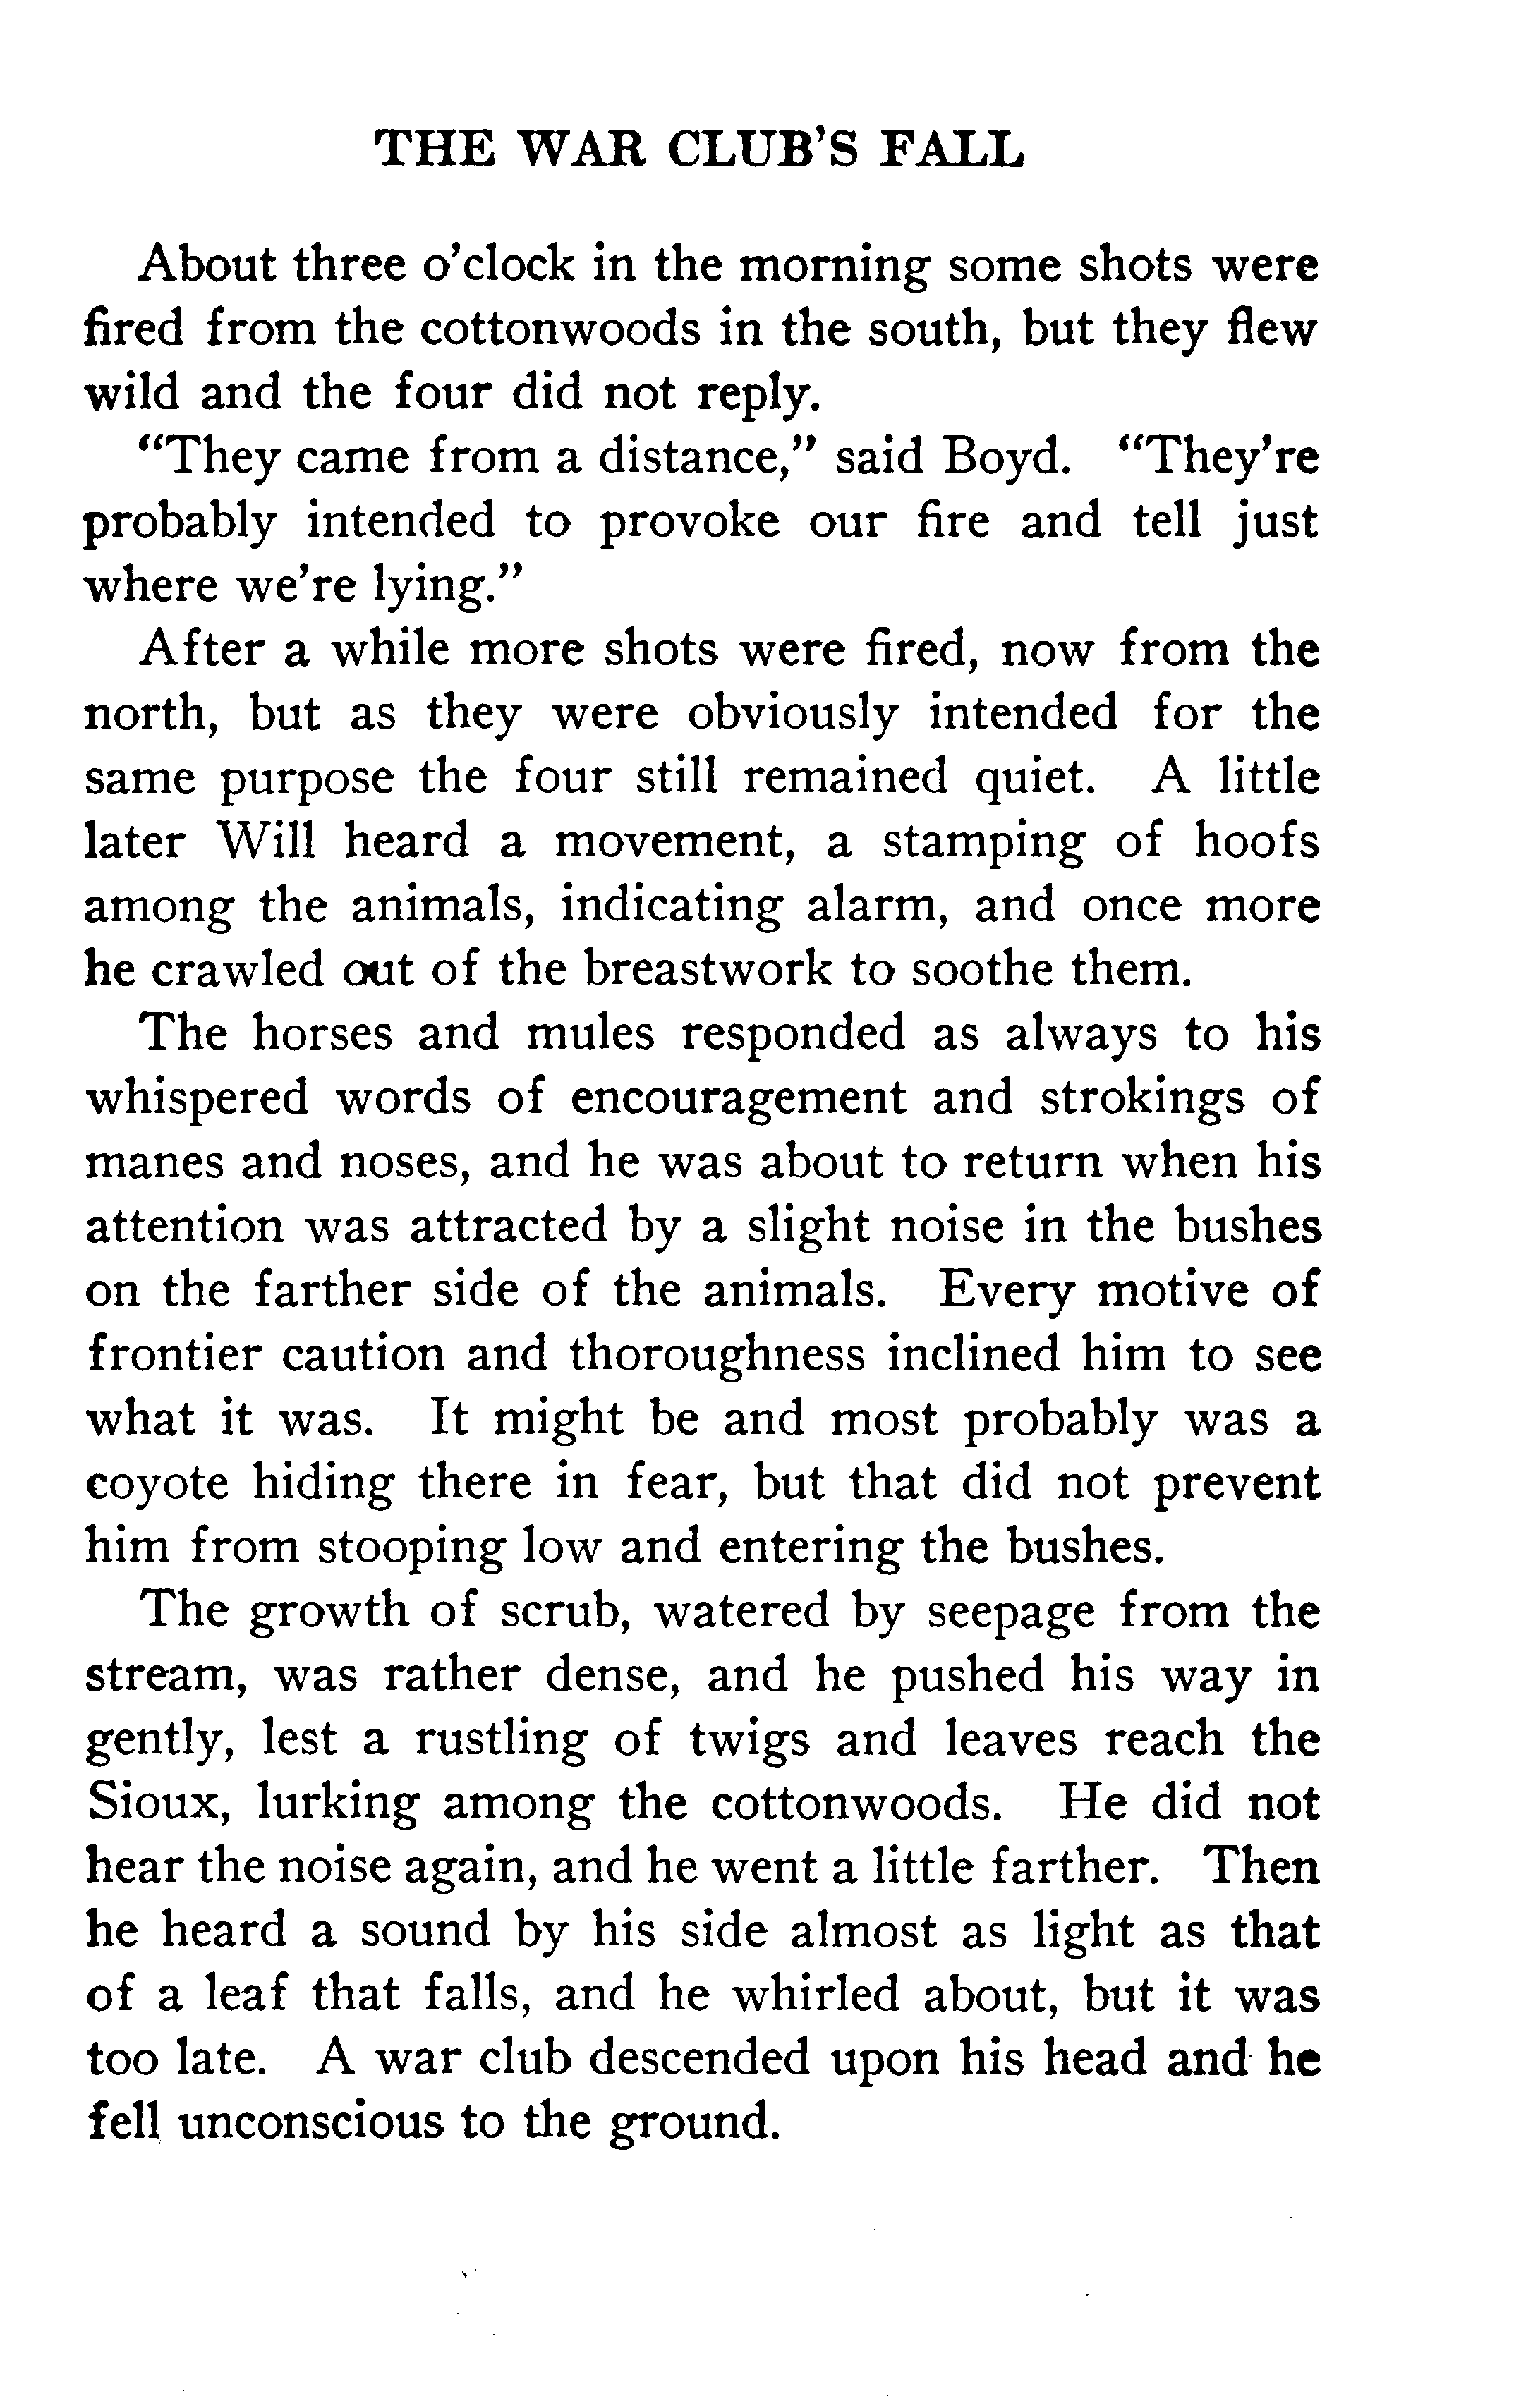 THE WAR CLUB'S FALL
About three o'clock in the morning some shots were
fired from the cottonwoods in the south, but they flew
wild and the four did not reply.
"They came from a distance," said Boyd. "They're
probably intended to provoke our fire and tell just
where we're lying."
After a while more shots were fired, now from the
north, but as they were obviously intended for the
same purpose the four still remained quiet. A little
later Will heard a movement, a stamping of hoofs
among the animals, indicating alarm, and once more
he crawled out of the breastwork to soothe them.
The horses and mules responded as always to his
whispered words of encouragement and strokings of
manes and noses, and he was about to return when his
attention was attracted by a slight noise in the bushes
on the farther side of the animals. Every motive of
frontier caution and thoroughness inclined him to see
what it was. It might be and most probably was a
coyote hiding there in fear, but that did not prevent
him from stooping low and entering the bushes.
The growth of scrub, watered by seepage from the
stream, was rather dense, and he pushed his way in
gently, lest a rustling of twigs and leaves reach the
Sioux, lurking among the cottonwoods. He did not
hear the noise again, and he went a little farther. Then
he heard a sound by his side almost as light as that
of a leaf that falls, and he whirled about, but it was
too late. A war club descended upon his head and he
fell unconscious to the ground.